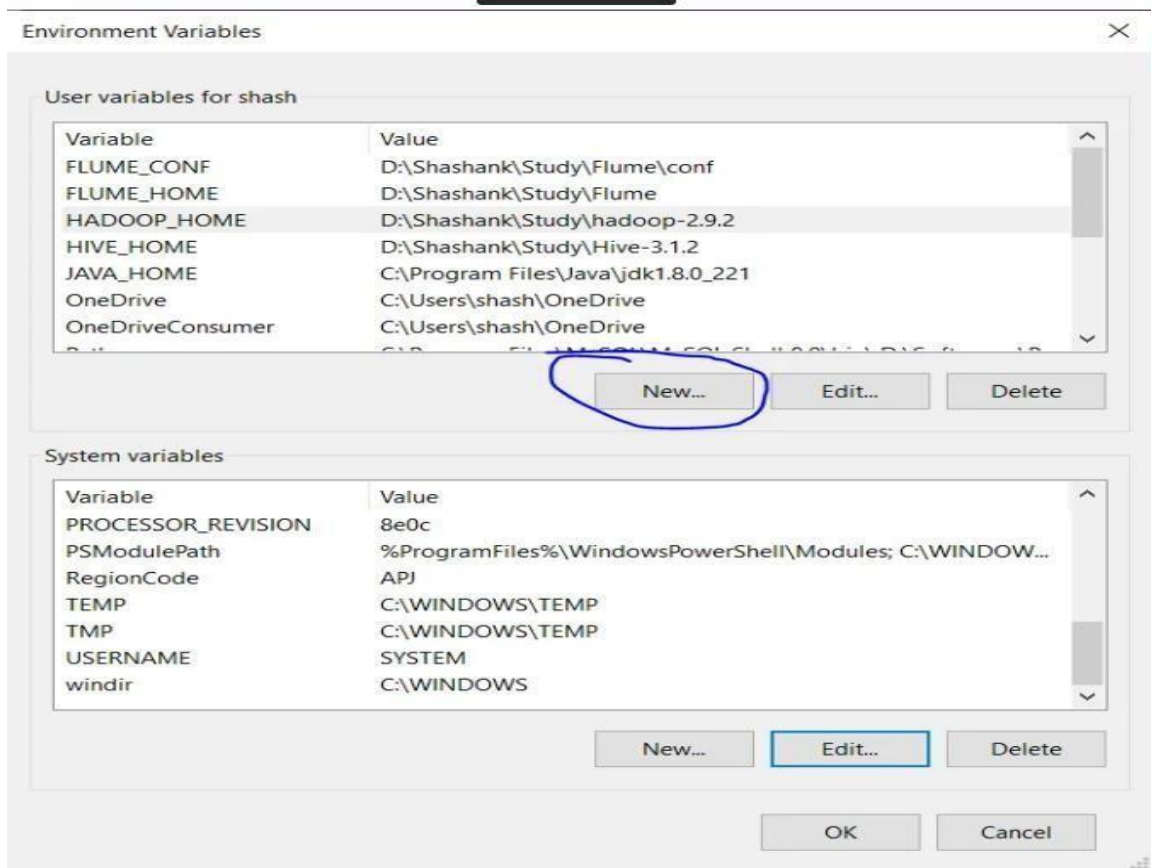 Environment Variables
User variables for shash
Variable Value
FLUME_CONF D:\Shashank\Study\Flume\conf
FLUME_HOME D:\Shashank\Study\Flume
HADOOP_HOME D:\Shashank\Study\hadoop-2.9.2
HIVE_HOME D:\Shashank\Study\Hive-3.1.2
JAVA_HOME C:\Program Files\Java\jdk1.8.0_221
OneDrive C:\Users\shash\OneDrive
OneDriveConsumer C:\Users\shash\OneDrive
New... Edit... Delete
System variables
Variable Value
PROCESSOR_REVISION 8e0c
PSModulePath %ProgramFiles%\WindowsPowerShell\Modules; C:\WINDOW...
RegionCode APJ
TEMP C:\WINDOWS\TEMP
TMP C:\WINDOWS\TEMP
USERNAME SYSTEM
windir C:\WINDOWS
New... Edit... Delete
OK Cancel